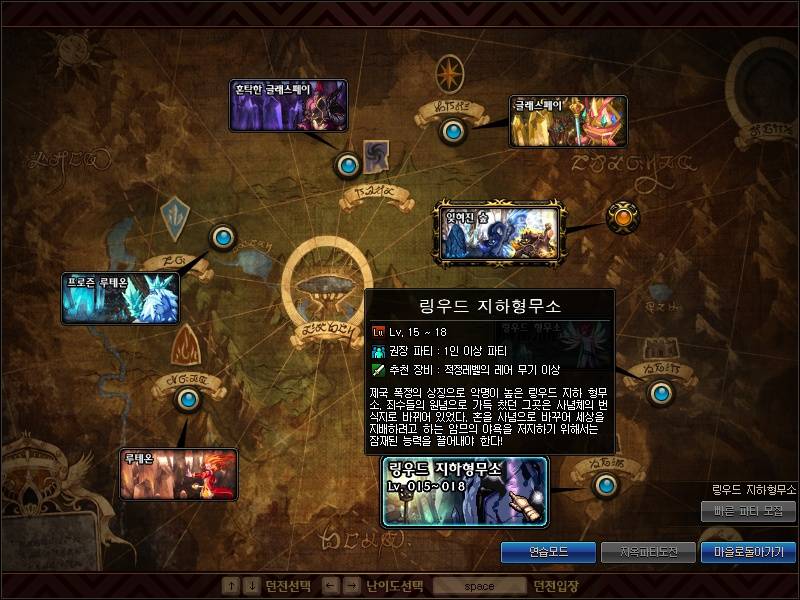 혼탁한 글래스페이
글래스페이
잊혀진 숲
프로즌 루테온
링우드 지하형무소
Lv. 15 ~ 18
권장 파티 : 1인 이상 파티
추천 장비 : 적정레벨의 레어 무기 이상
제국 폭정의 상징으로 악명이 높은 링우드 지하 형무
소. 죄수들의 원념으로 가득 찼던 그곳은 사념체의 번
식지로 바뀌어 있었다. 혼을 사념으로 바꾸어 세상을
지배하려고 하는 암므의 야욕을 저지하기 위해서는
잠재된 능력을 끌어내야 한다!
루테온
링우드 지하형무소
Lv. 015~018
링우드 지하형무소
빠른 파티 모집
연습모드
지옥파티도전
마을로돌아가기
↑ ↓ 던전선택 ← → 난이도선택 space 던전입장